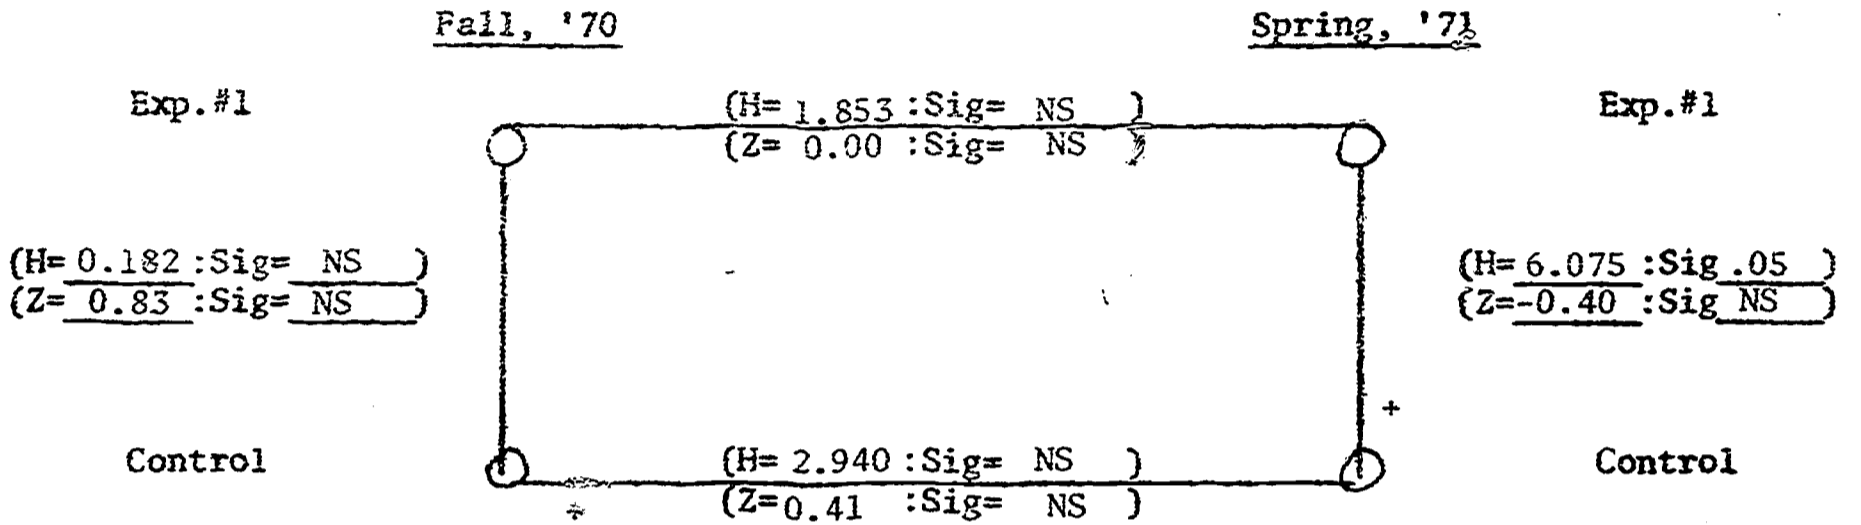 Fall, '70 Spring, '71
Exp.#1 (H= 1.853 :Sig= NS ) Exp.#1
(Z= 0.00 :Sig= NS )
(H= 0.182 :Sig= NS ) (H= 6.075 :Sig .05 )
(Z= 0.83 :Sig= NS ) (Z=-0.40 :Sig NS )
+
Control (H= 2.940 :Sig= NS ) Control
(Z= 0.41 :Sig= NS )